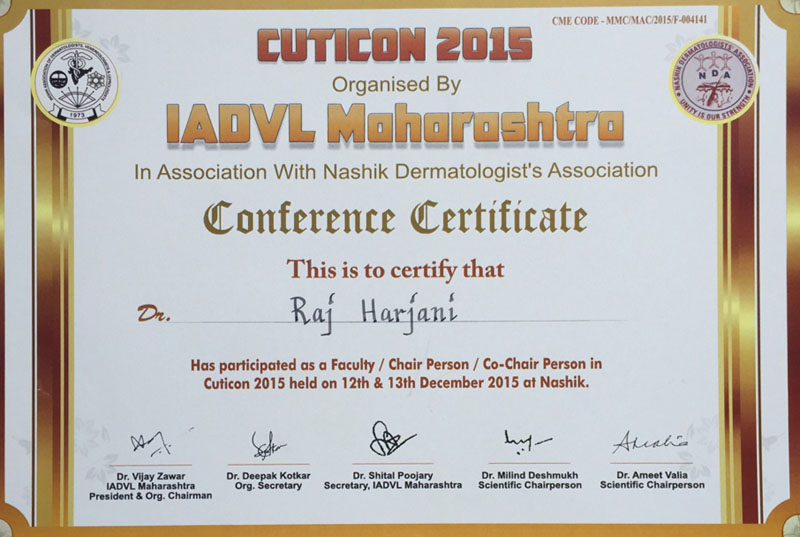 CME CODE - MMC/MAC/2015/F-004141
CUTICON 2015
Organised By
IADVL Maharashtra
1973
NASHIK DERMATOLOGISTS ASSOCIATION
NDA
UNITY IS OUR STRENGTH
In Association With Nashik Dermatologist's Association
Conference Certificate
This is to certify that
Dr. Raj Harjani
Has participated as a Faculty / Chair Person / Co-Chair Person in
Cuticon 2015 held on 12th & 13th December 2015 at Nashik.
Dr. Vijay Zawar
IADVL Maharashtra
President & Org. Chairman
Dr. Deepak Kotkar
Org. Secretary
Dr. Shital Poojary
Secretary, IADVL Maharashtra
Dr. Milind Deshmukh
Scientific Chairperson
Dr. Ameet Valia
Scientific Chairperson